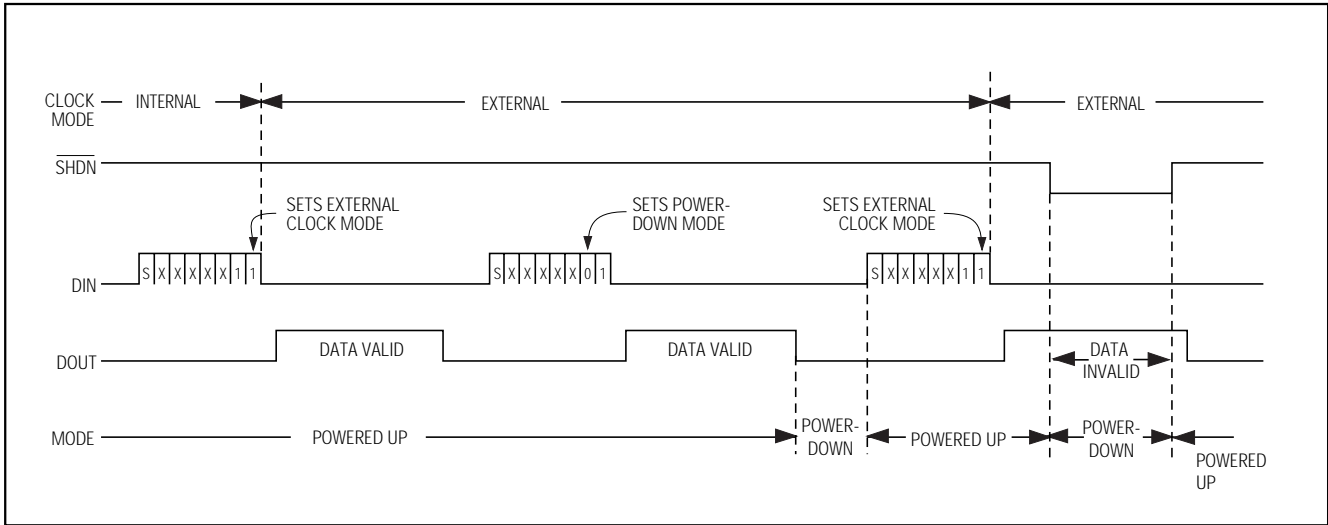 CLOCK MODE INTERNAL EXTERNAL EXTERNAL
SHDN
SETS EXTERNAL CLOCK MODE
SETS POWER-
DOWN MODE
SETS EXTERNAL
CLOCK MODE
DIN
S X X X X X 1 1
S X X X X X 0 1
S X X X X X 1 1
DOUT
DATA VALID
DATA VALID
DATA
INVALID
MODE
POWERED UP
POWER-
DOWN
POWERED UP
POWER-
DOWN
POWERED
UP